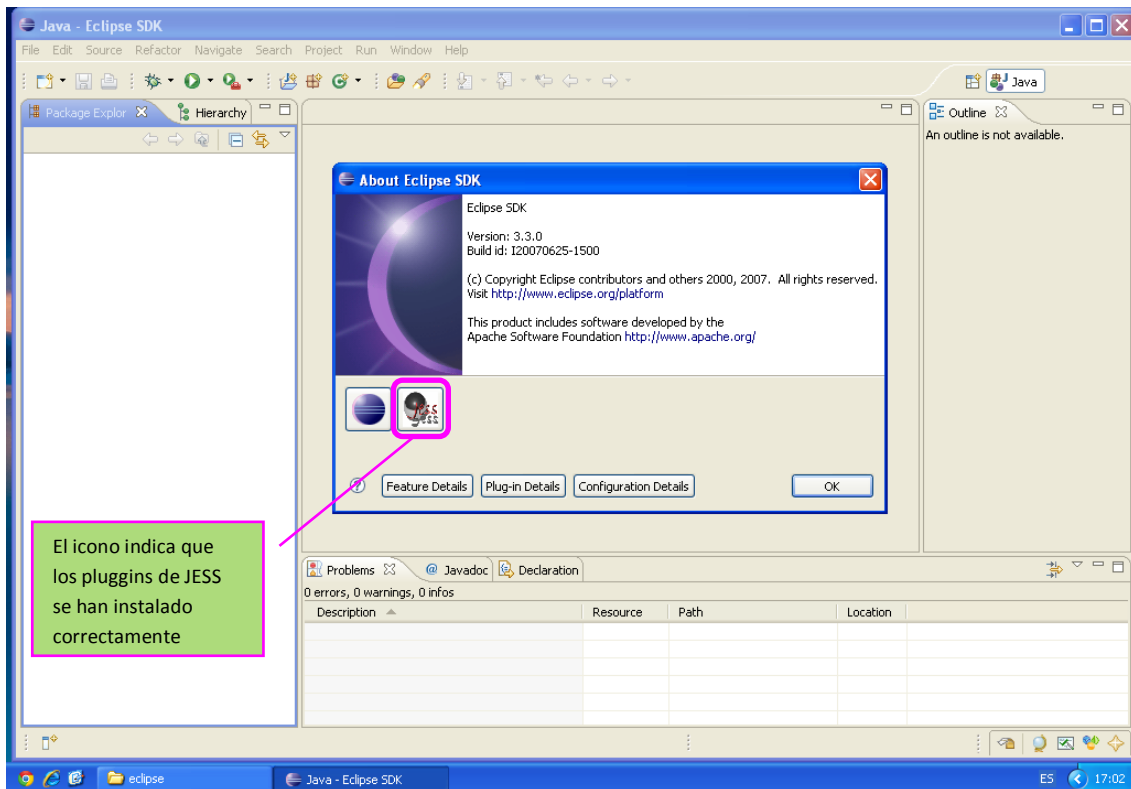 Java - Eclipse SDK
File Edit Source Refactor Navigate Search Project Run Window Help
Java
Package Explor
Hierarchy
Outline
An outline is not available.
About Eclipse SDK
Eclipse SDK
Version: 3.3.0
Build id: I20070625-1500
(c) Copyright Eclipse contributors and others 2000, 2007. All rights reserved.
Visit http://www.eclipse.org/platform
This product includes software developed by the
Apache Software Foundation http://www.apache.org/
Jess
Jess
Feature Details
Plug-in Details
Configuration Details
OK
El icono indica que
los pluggins de JESS
se han instalado
correctamente
Problems
@ Javadoc
Declaration
0 errors, 0 warnings, 0 infos
Description Resource Path Location
eclipse
Java - Eclipse SDK
ES
17:02